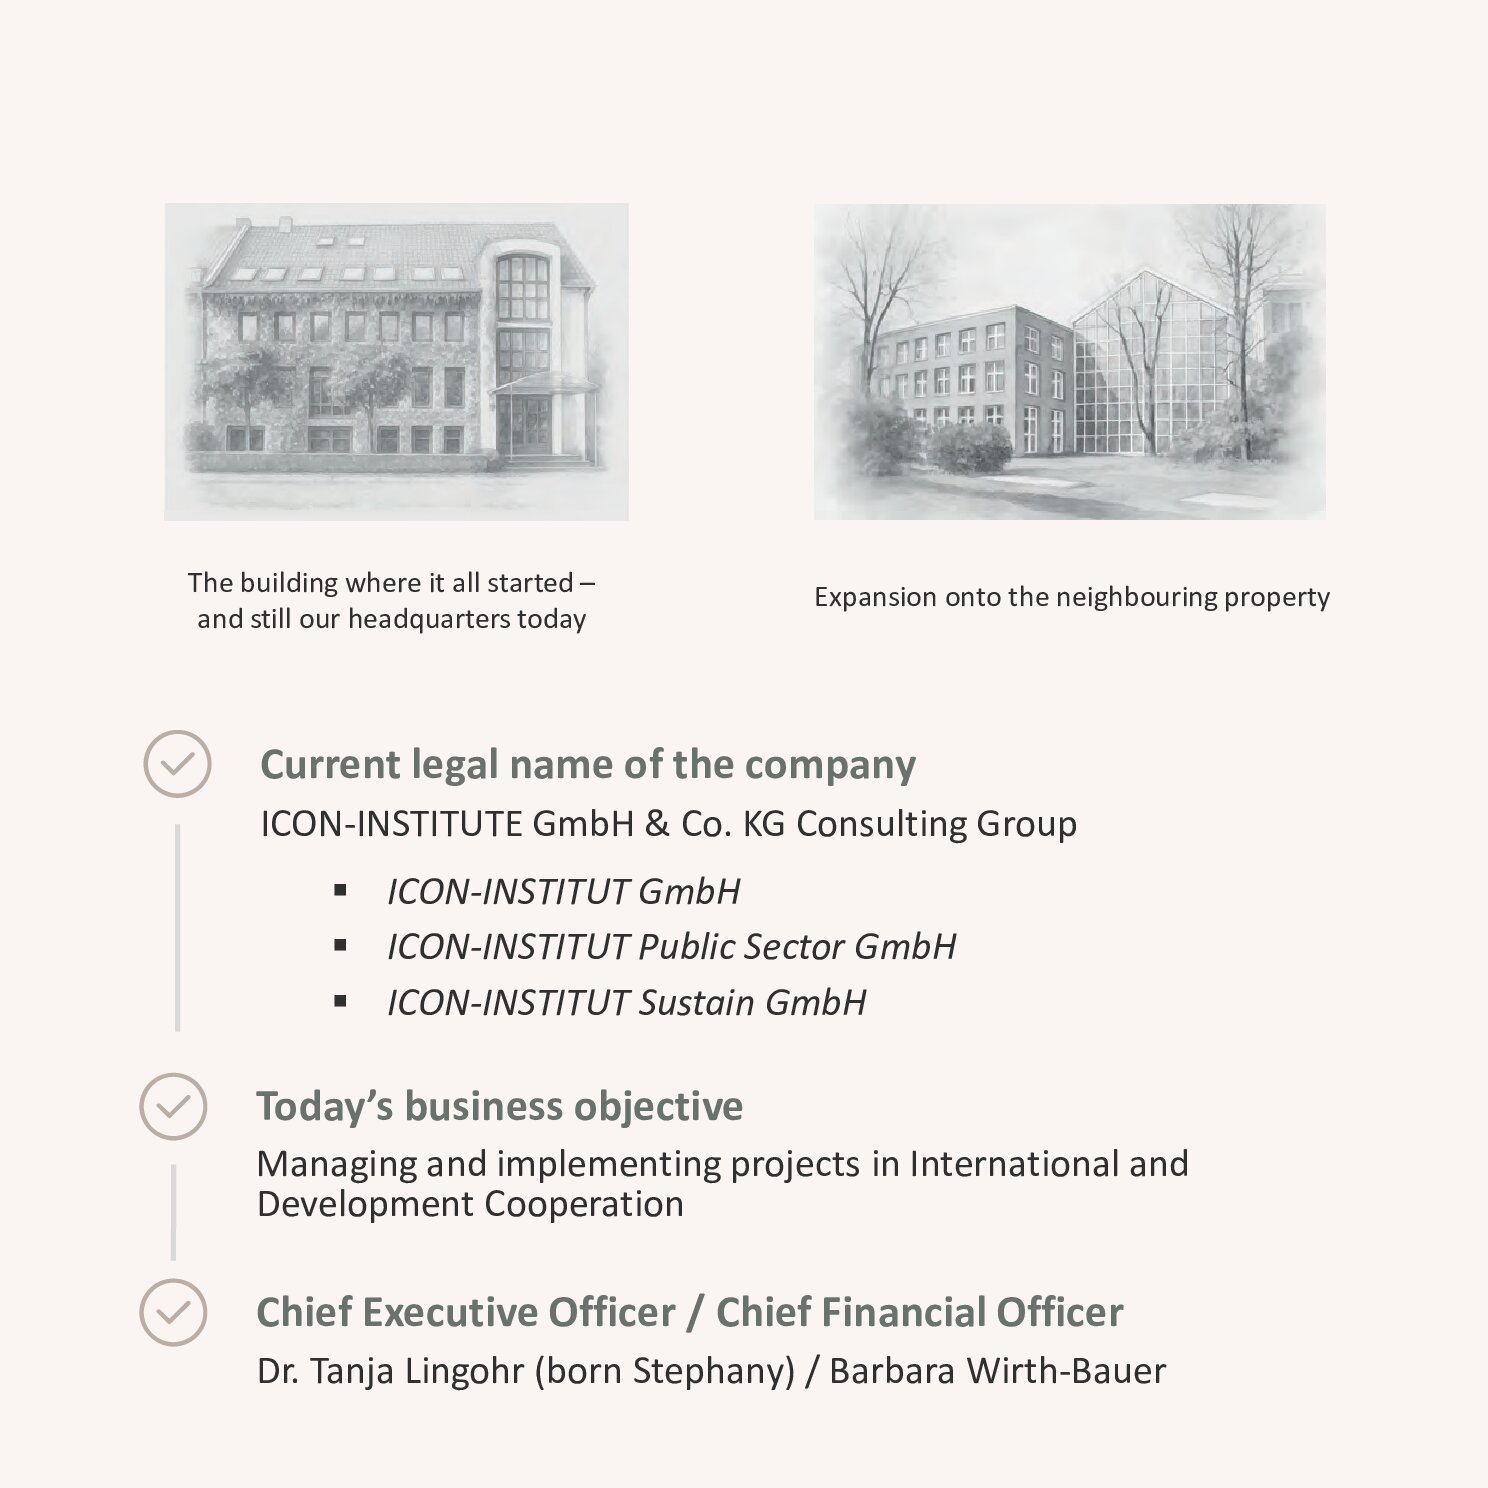 The building where it all started –
and still our headquarters today
Expansion onto the neighbouring property
Current legal name of the company
ICON-INSTITUTE GmbH & Co. KG Consulting Group
▪ ICON-INSTITUT GmbH
▪ ICON-INSTITUT Public Sector GmbH
▪ ICON-INSTITUT Sustain GmbH
Today’s business objective
Managing and implementing projects in International and
Development Cooperation
Chief Executive Officer / Chief Financial Officer
Dr. Tanja Lingohr (born Stephany) / Barbara Wirth-Bauer